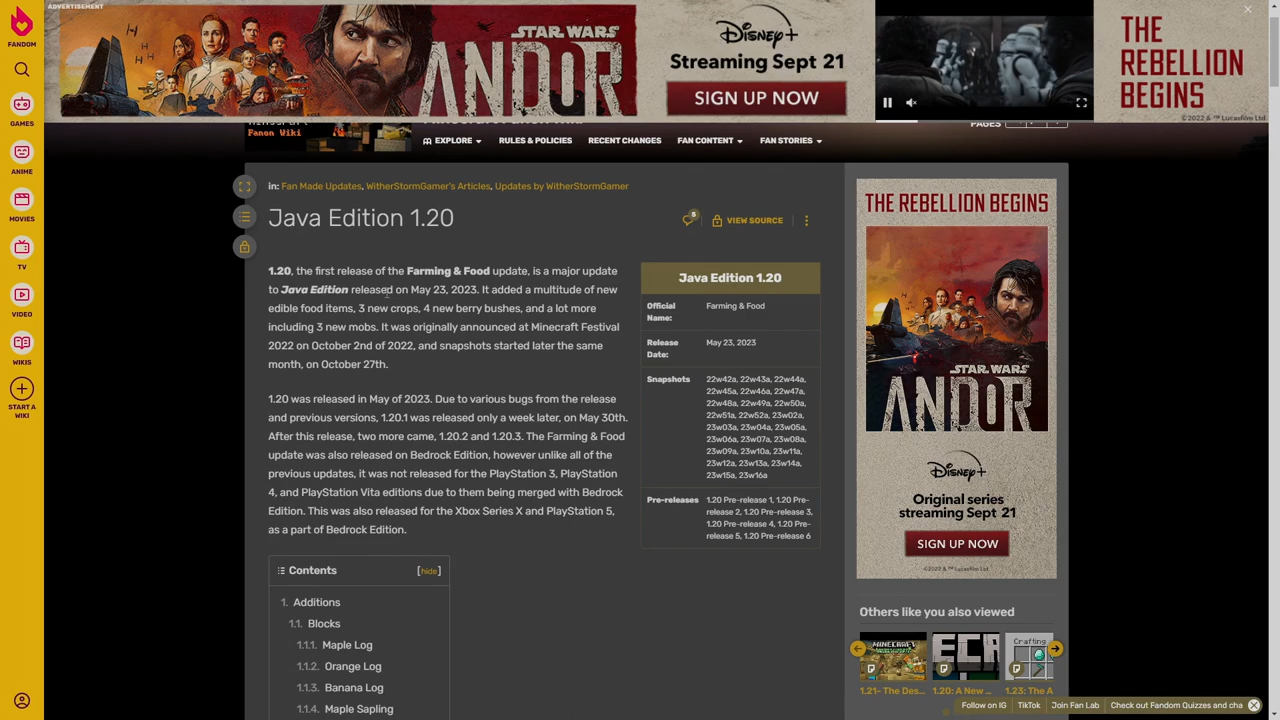 ADVERTISEMENT
STAR WARS
ANDOR
Disney+
Streaming Sept 21
SIGN UP NOW
THE
REBELLION
BEGINS
©2022 & ™ Lucasfilm Ltd.
FANDOM
GAMES
ANIME
MOVIES
TV
VIDEO
WIKIS
START A
WIKI
Fanon Wiki
EXPLORE
RULES & POLICIES
RECENT CHANGES
FAN CONTENT
FAN STORIES
PAGES
in: Fan Made Updates, WitherStormGamer's Articles, Updates by WitherStormGamer
Java Edition 1.20
5
VIEW SOURCE
1.20, the first release of the Farming & Food update, is a major update
to Java Edition released on May 23, 2023. It added a multitude of new
edible food items, 3 new crops, 4 new berry bushes, and a lot more
including 3 new mobs. It was originally announced at Minecraft Festival
2022 on October 2nd of 2022, and snapshots started later the same
month, on October 27th.
1.20 was released in May of 2023. Due to various bugs from the release
and previous versions, 1.20.1 was released only a week later, on May 30th.
After this release, two more came, 1.20.2 and 1.20.3. The Farming & Food
update was also released on Bedrock Edition, however unlike all of the
previous updates, it was not released for the PlayStation 3, PlayStation
4, and PlayStation Vita editions due to them being merged with Bedrock
Edition. This was also released for the Xbox Series X and PlayStation 5,
as a part of Bedrock Edition.
Java Edition 1.20
Official
Name:
Farming & Food
Release
Date:
May 23, 2023
Snapshots
22w42a, 22w43a, 22w44a,
22w45a, 22w46a, 22w47a,
22w48a, 22w49a, 22w50a,
22w51a, 22w52a, 23w02a,
23w03a, 23w04a, 23w05a,
23w06a, 23w07a, 23w08a,
23w09a, 23w10a, 23w11a,
23w12a, 23w13a, 23w14a,
23w15a, 23w16a
Pre-releases
1.20 Pre-release 1, 1.20 Pre-
release 2, 1.20 Pre-release 3,
1.20 Pre-release 4, 1.20 Pre-
release 5, 1.20 Pre-release 6
Contents
[hide]
1. Additions
1.1. Blocks
1.1.1. Maple Log
1.1.2. Orange Log
1.1.3. Banana Log
1.1.4. Maple Sapling
THE REBELLION BEGINS
STAR WARS
ANDOR
Disney+
Original series
streaming Sept 21
SIGN UP NOW
©2022 & ™ Lucasfilm Ltd.
Others like you also viewed
MINECRAFT
ECH
Crafting
1.21- The Des...
1.20: A New ...
1.23: The A
Follow on IG
TikTok
Join Fan Lab
Check out Fandom Quizzes and cha